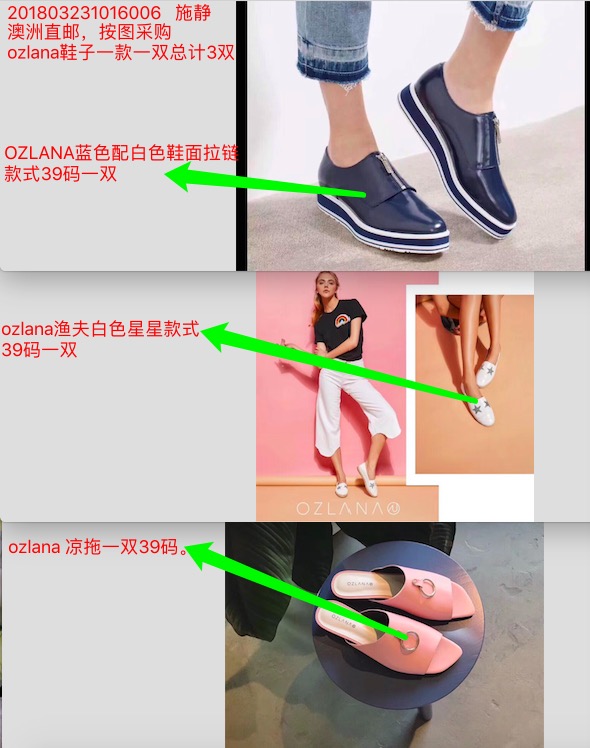 201803231016006 施静
澳洲直邮，按图采购
ozlana鞋子一款一双总计3双
OZLANA蓝色配白色鞋面拉链
款式39码一双
ozlana渔夫白色星星款式
39码一双
OZLANA@
ozlana 凉拖一双39码。
OZLANA@
OZLANA@